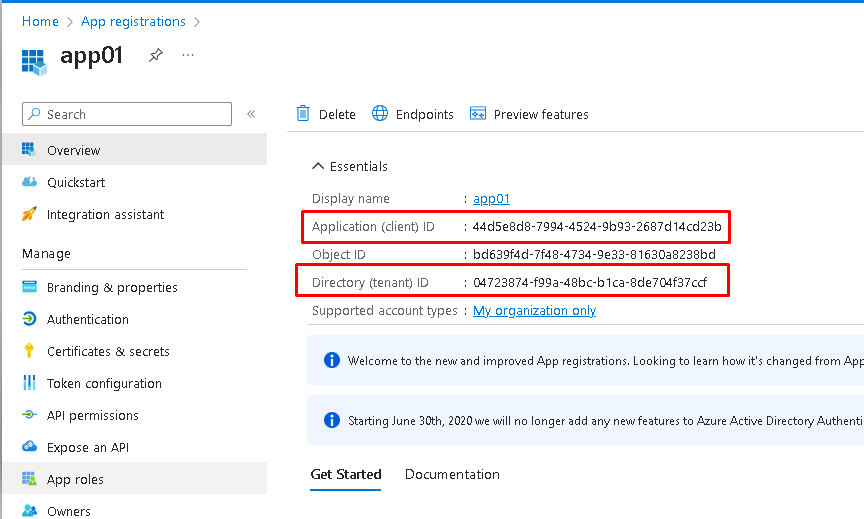 Home > App registrations >
app01
Search
Overview
Quickstart
Integration assistant
Manage
Branding & properties
Authentication
Certificates & secrets
Token configuration
API permissions
Expose an API
App roles
Owners
Delete Endpoints Preview features
Essentials
Display name : app01
Application (client) ID : 44d5e8d8-7994-4524-9b93-2687d14cd23b
Object ID : bd639f4d-7f48-4734-9e33-81630a8238bd
Directory (tenant) ID : 04723874-f99a-48bc-b1ca-8de704f37ccf
Supported account types : My organization only
Welcome to the new and improved App registrations. Looking to learn how it's changed from App
Starting June 30th, 2020 we will no longer add any new features to Azure Active Directory Authenti
Get Started Documentation